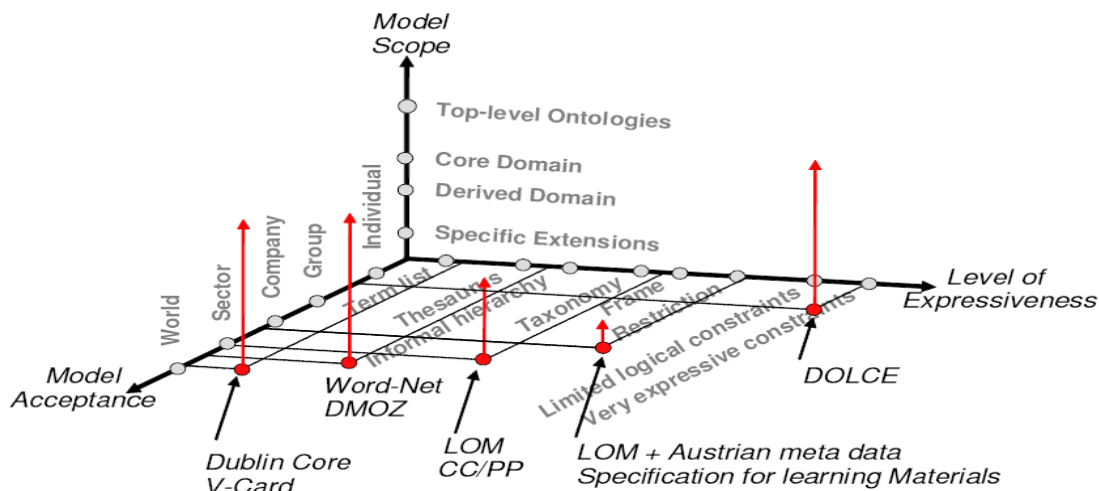 Model
Scope
Top-level Ontologies
Core Domain
Derived Domain
Specific Extensions
World
Sector
Company
Group
Individual
Term list
Thesaurus
Informal hierarchy
Taxonomy
Frame
Restriction
Limited logical constraints
Very expressive constraints
Level of
Expressiveness
Model
Acceptance
Dublin Core
V-Card
Word-Net
DMOZ
LOM
CC/PP
LOM + Austrian meta data
Specification for learning Materials
DOLCE